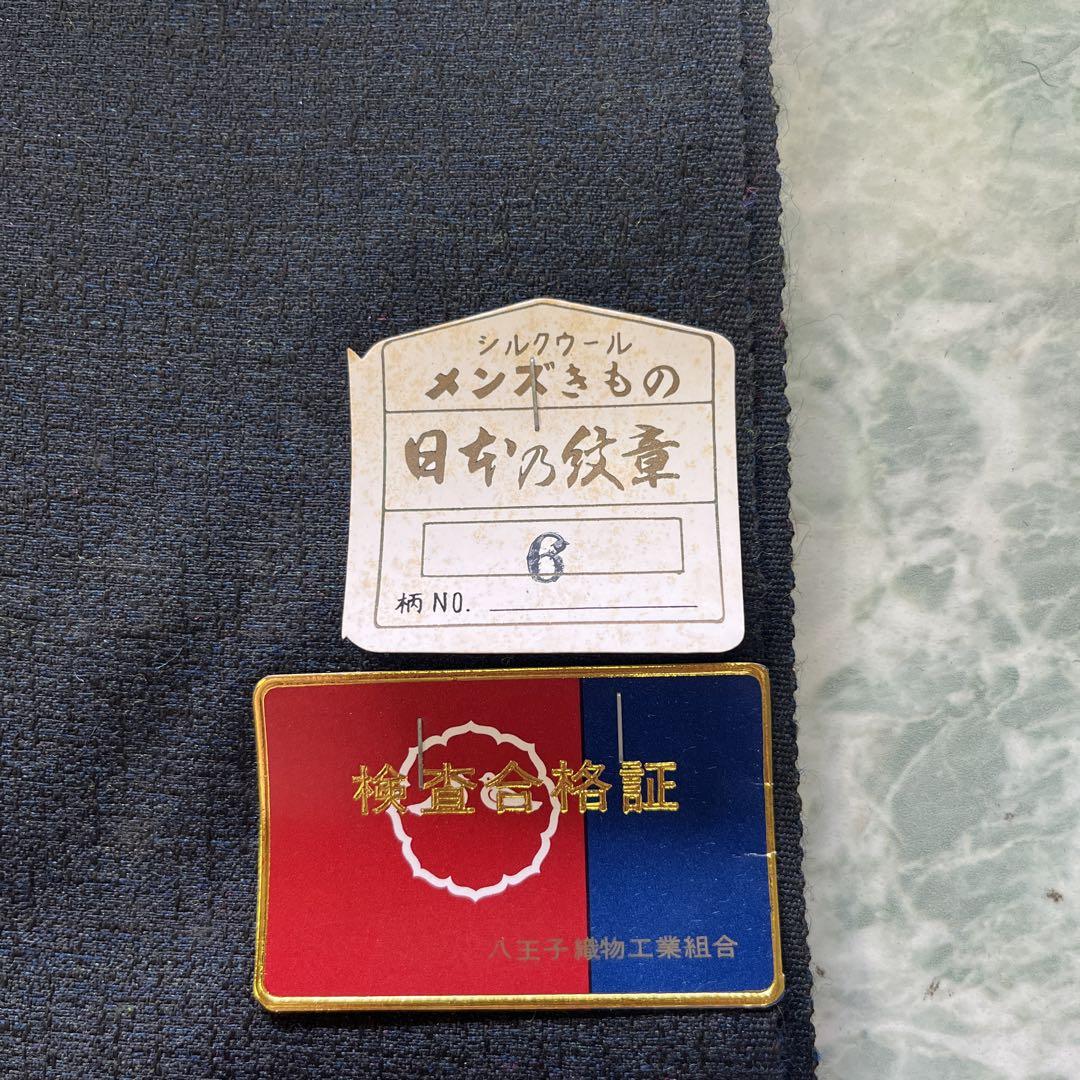 シルクウール
メンズきもの
日本乃紋章
6
柄NO.
検査合格証
八王子織物工業組合